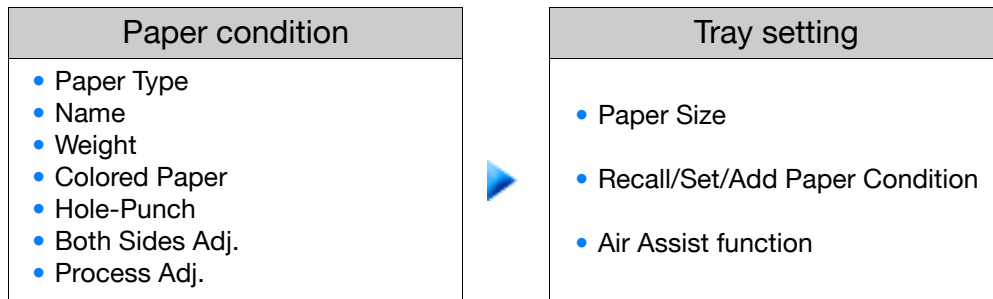 Paper condition
• Paper Type
• Name
• Weight
• Colored Paper
• Hole-Punch
• Both Sides Adj.
• Process Adj.
Tray setting
• Paper Size
• Recall/Set/Add Paper Condition
• Air Assist function